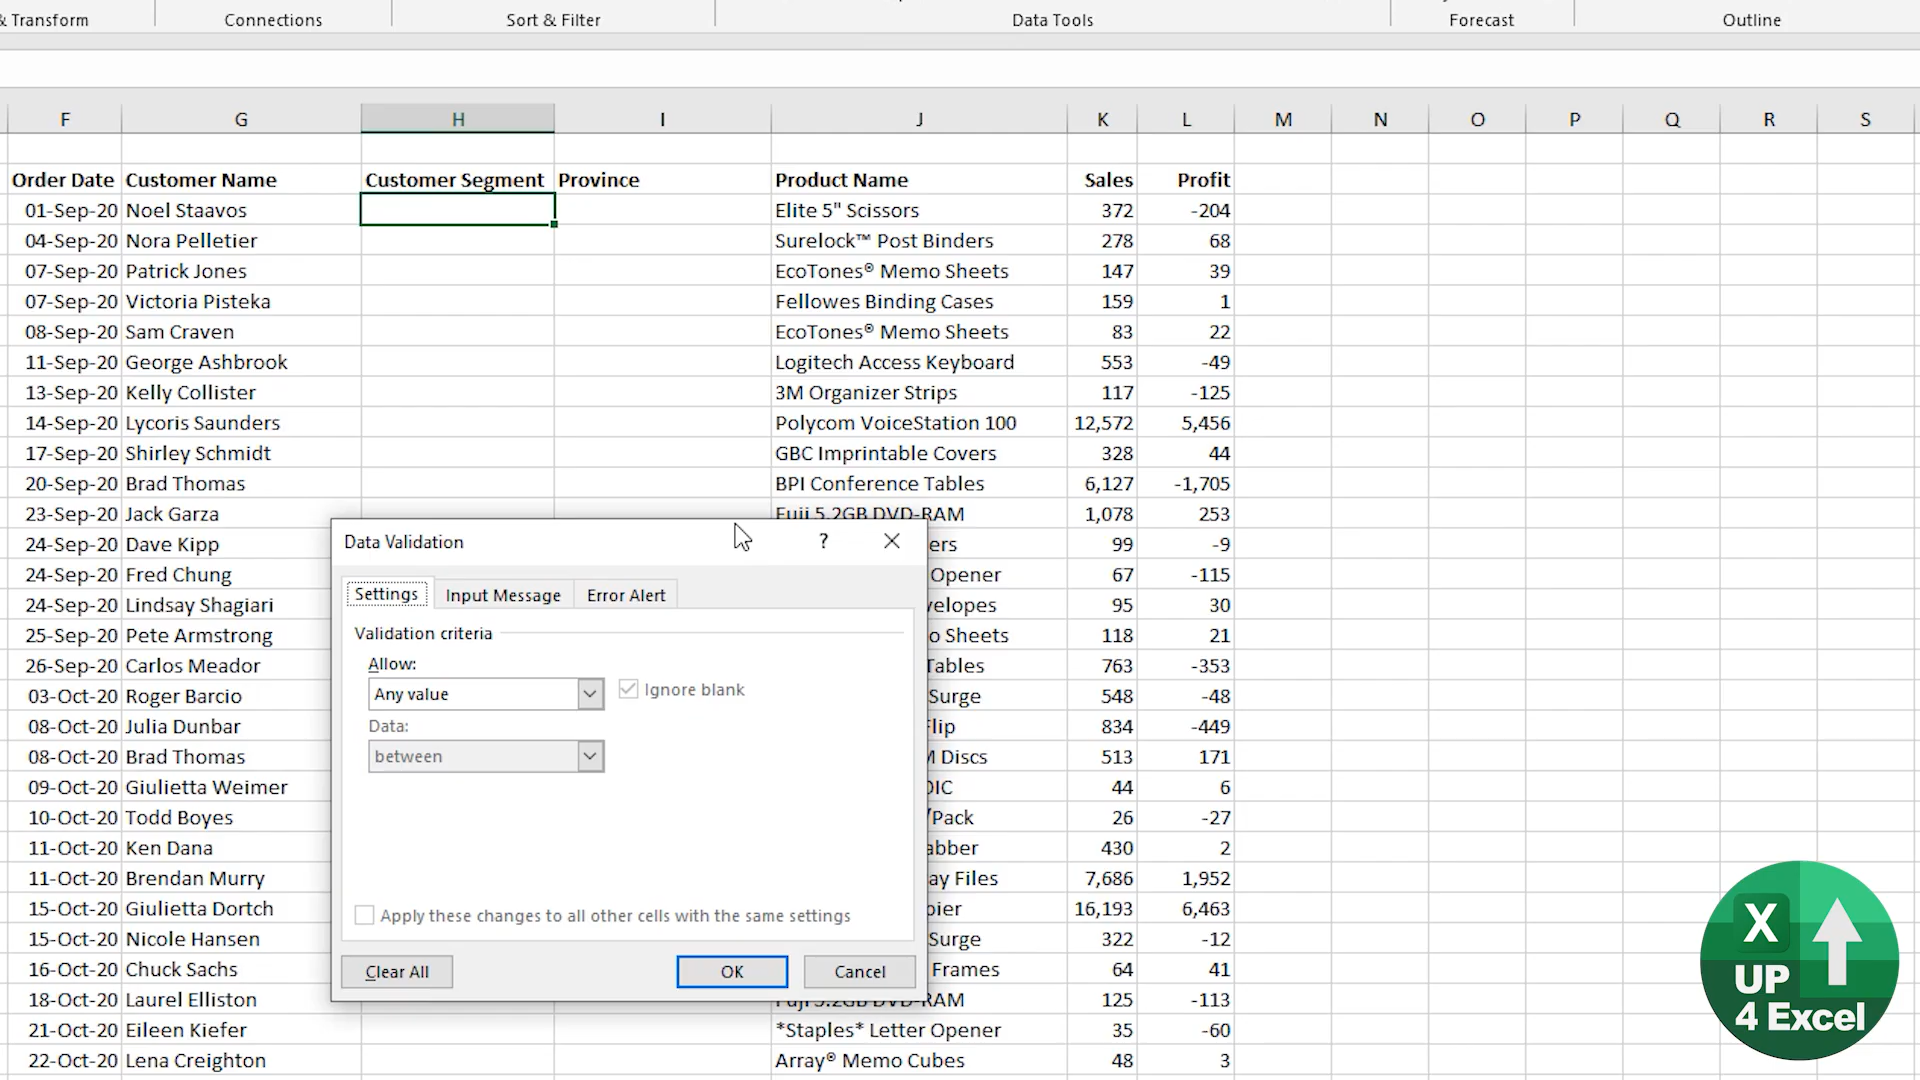 & Transform Connections Sort & Filter Data Tools Forecast Outline
F G H I J K L M N O P Q R S
Order Date Customer Name Customer Segment Province Product Name Sales Profit
01-Sep-20 Noel Staavos Elite 5" Scissors 372 -204
04-Sep-20 Nora Pelletier Surelock™ Post Binders 278 68
07-Sep-20 Patrick Jones EcoTones® Memo Sheets 147 39
07-Sep-20 Victoria Pisteka Fellowes Binding Cases 159 1
08-Sep-20 Sam Craven EcoTones® Memo Sheets 83 22
11-Sep-20 George Ashbrook Logitech Access Keyboard 553 -49
13-Sep-20 Kelly Collister 3M Organizer Strips 117 -125
14-Sep-20 Lycoris Saunders Polycom VoiceStation 100 12,572 5,456
17-Sep-20 Shirley Schmidt GBC Imprintable Covers 328 44
20-Sep-20 Brad Thomas BPI Conference Tables 6,127 -1,705
23-Sep-20 Jack Garza Fuji 5.2GB DVD-RAM 1,078 253
24-Sep-20 Dave Kipp ers 99 -9
24-Sep-20 Fred Chung Opener 67 -115
24-Sep-20 Lindsay Shagiari velopes 95 30
25-Sep-20 Pete Armstrong o Sheets 118 21
26-Sep-20 Carlos Meador Tables 763 -353
03-Oct-20 Roger Barcio Surge 548 -48
08-Oct-20 Julia Dunbar Flip 834 -449
08-Oct-20 Brad Thomas M Discs 513 171
09-Oct-20 Giulietta Weimer DIC 44 6
10-Oct-20 Todd Boyes /Pack 26 -27
11-Oct-20 Ken Dana abber 430 2
11-Oct-20 Brendan Murry ay Files 7,686 1,952
15-Oct-20 Giulietta Dortch pier 16,193 6,463
15-Oct-20 Nicole Hansen Surge 322 -12
16-Oct-20 Chuck Sachs Frames 64 41
18-Oct-20 Laurel Elliston Fuji 5.2GB DVD-RAM 125 -113
21-Oct-20 Eileen Kiefer *Staples* Letter Opener 35 -60
22-Oct-20 Lena Creighton Array® Memo Cubes 48 3
Data Validation ?
Settings Input Message Error Alert
Validation criteria
Allow:
Any value Ignore blank
Data:
between
Apply these changes to all other cells with the same settings
Clear All OK Cancel
X
UP
4 Excel